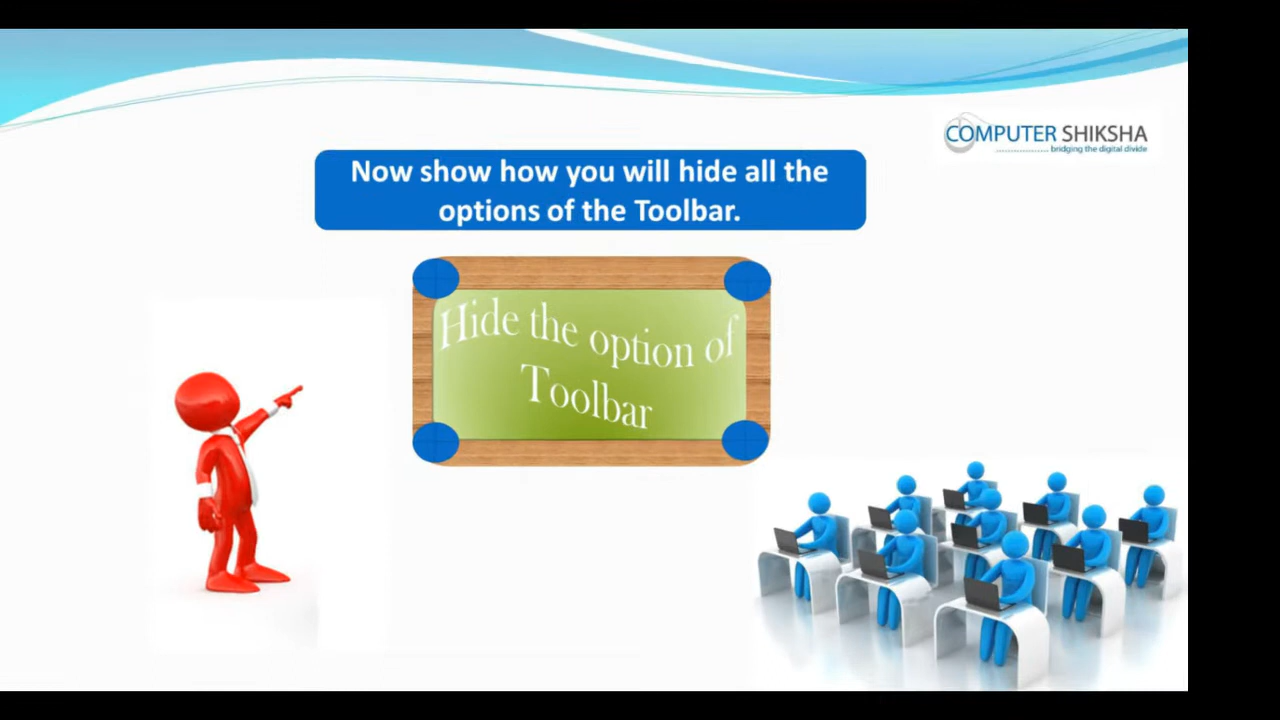 COMPUTER SHIKSHA
bridging the digital divide
Now show how you will hide all the
options of the Toolbar.
Hide the option of
Toolbar